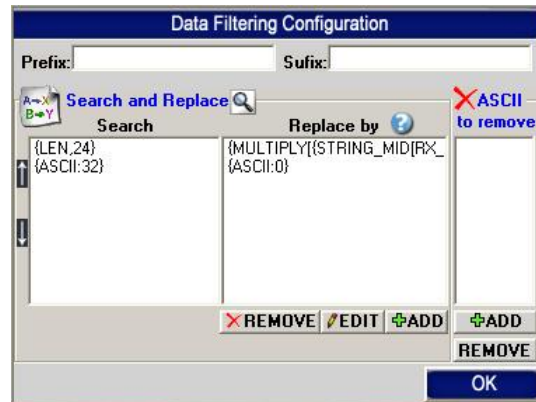 Data Filtering Configuration
Prefix:
Sufix:
A→X
B→Y
Search and Replace
Search
Replace by
{LEN,24}
{MULTIPLY[{STRING_MID[RX_
{ASCII:32}
{ASCII:0}
REMOVE
EDIT
ADD
ASCII
to remove
ADD
REMOVE
OK